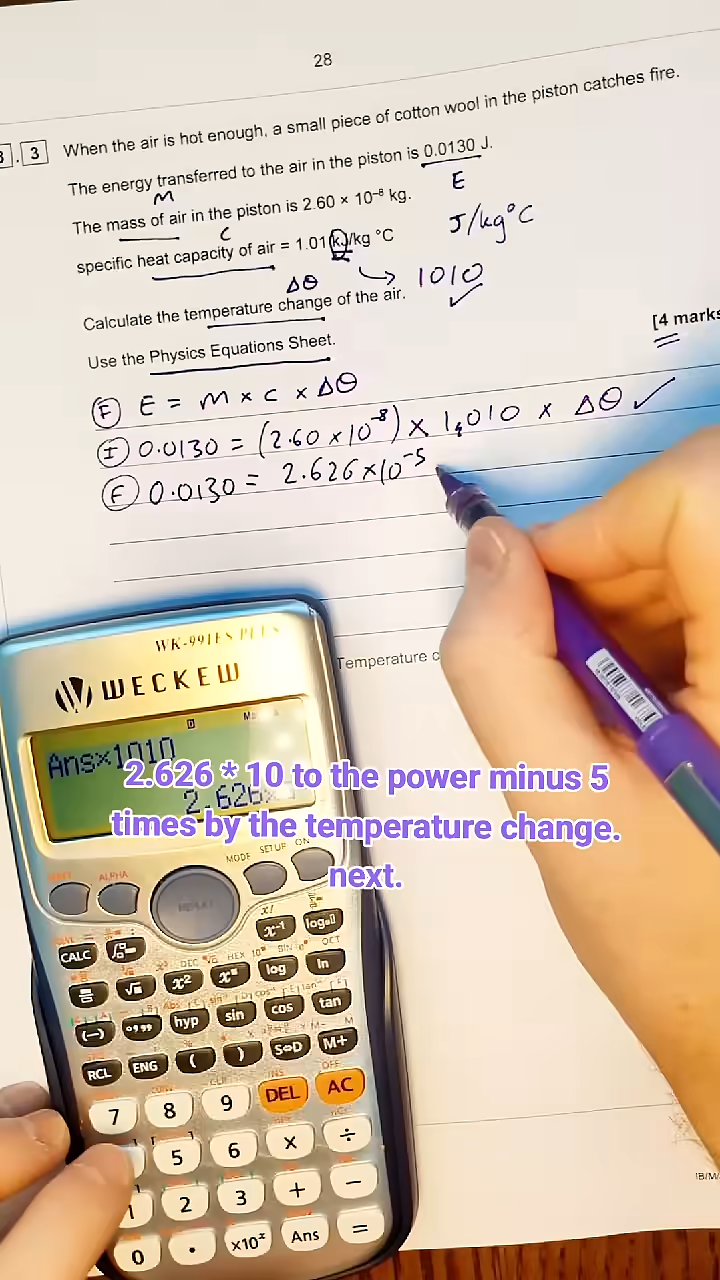 28
3
When the air is hot enough, a small piece of cotton wool in the piston catches fire.
The energy transferred to the air in the piston is 0.0130 J.
M
E
The mass of air in the piston is 2.60 × 10⁻⁸ kg.
C
J/kg°C
specific heat capacity of air = 1.01 kJ/kg °C
Δθ
1010
Calculate the temperature change of the air.
[4 marks
Use the Physics Equations Sheet.
E = m × c × Δθ
0.0130 = (2.60 × 10⁻⁸) × 1,010 × Δθ ✓
F 0.0130 = 2.626 × 10⁻⁵
WECKEW
Temperature c
Ans×1010
2.626
2.626 * 10 to the power minus 5
times by the temperature change.
next.
MODE SETUP ON
ALPHA
CALC x⁻¹
x² log ln
hyp sin cos tan
RCL ENG ( ) S⇔D M+
7 8 9 DEL AC
5 6 × ÷
1 2 3 + −
0 . ×10ˣ Ans =